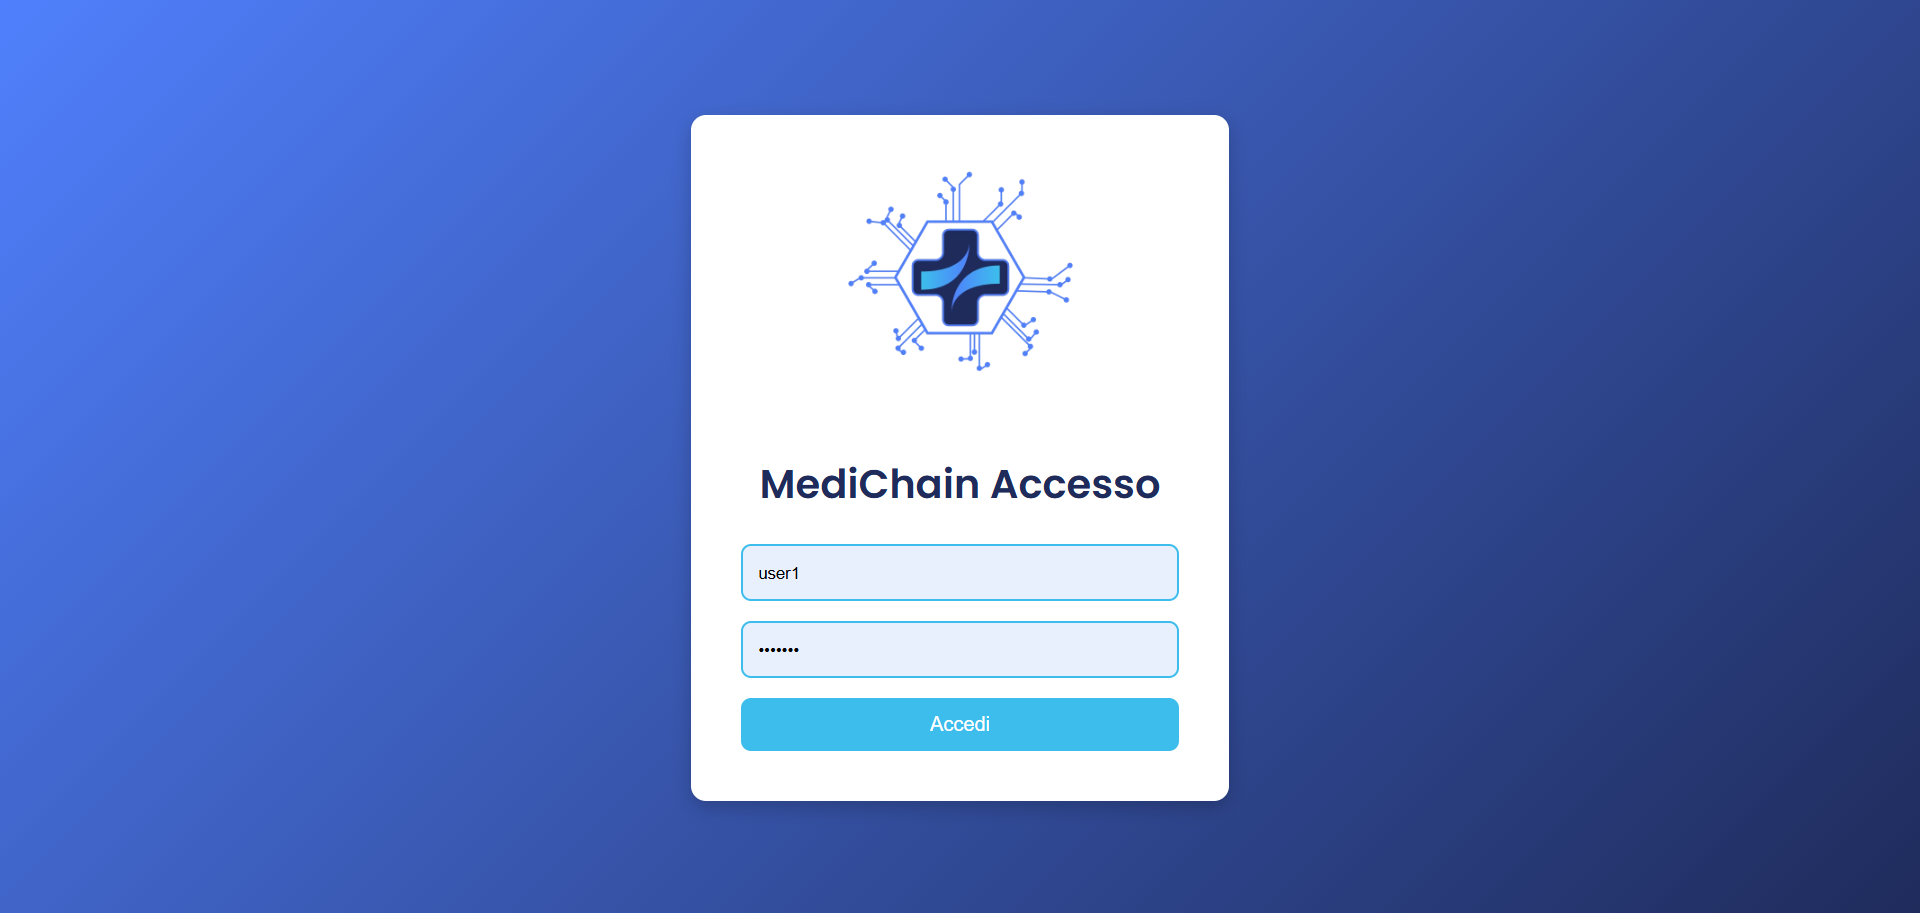 MediChain Accesso
user1
•••••••
Accedi